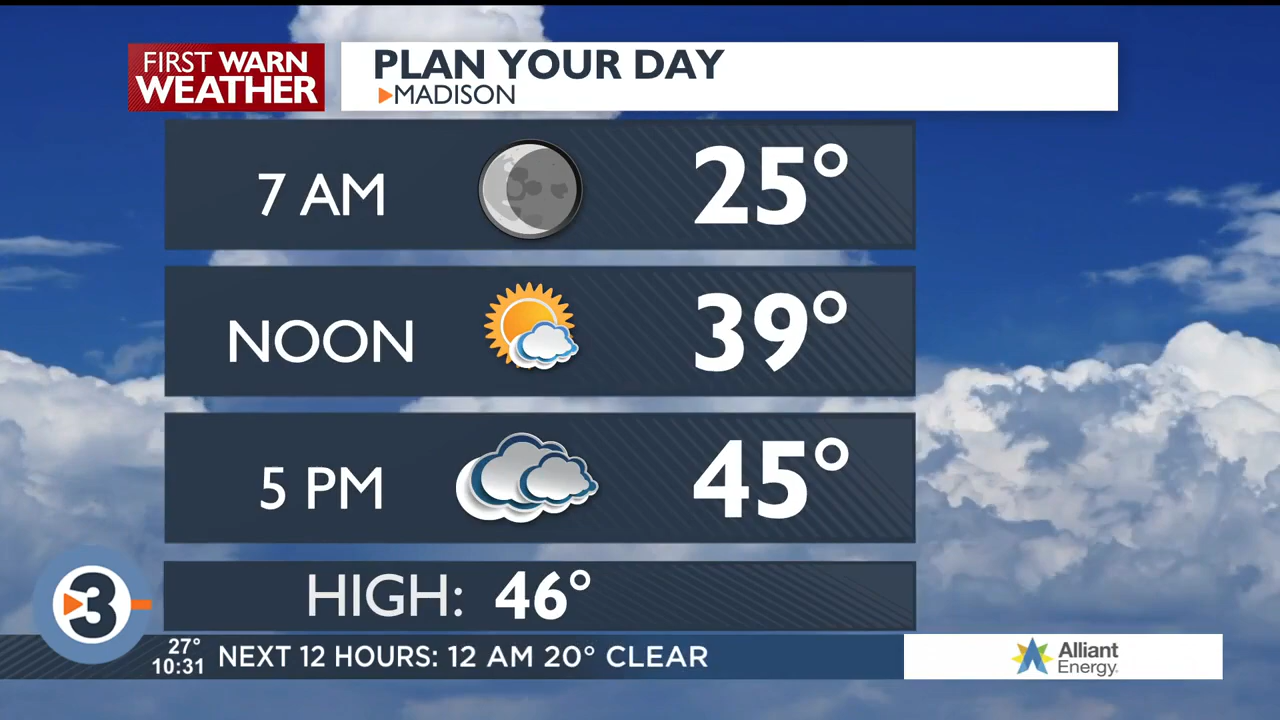 FIRST WARN
WEATHER
PLAN YOUR DAY
MADISON
7 AM 25°
NOON 39°
5 PM 45°
HIGH: 46°
3
27°
10:31
NEXT 12 HOURS: 12 AM 20° CLEAR
Alliant
Energy.